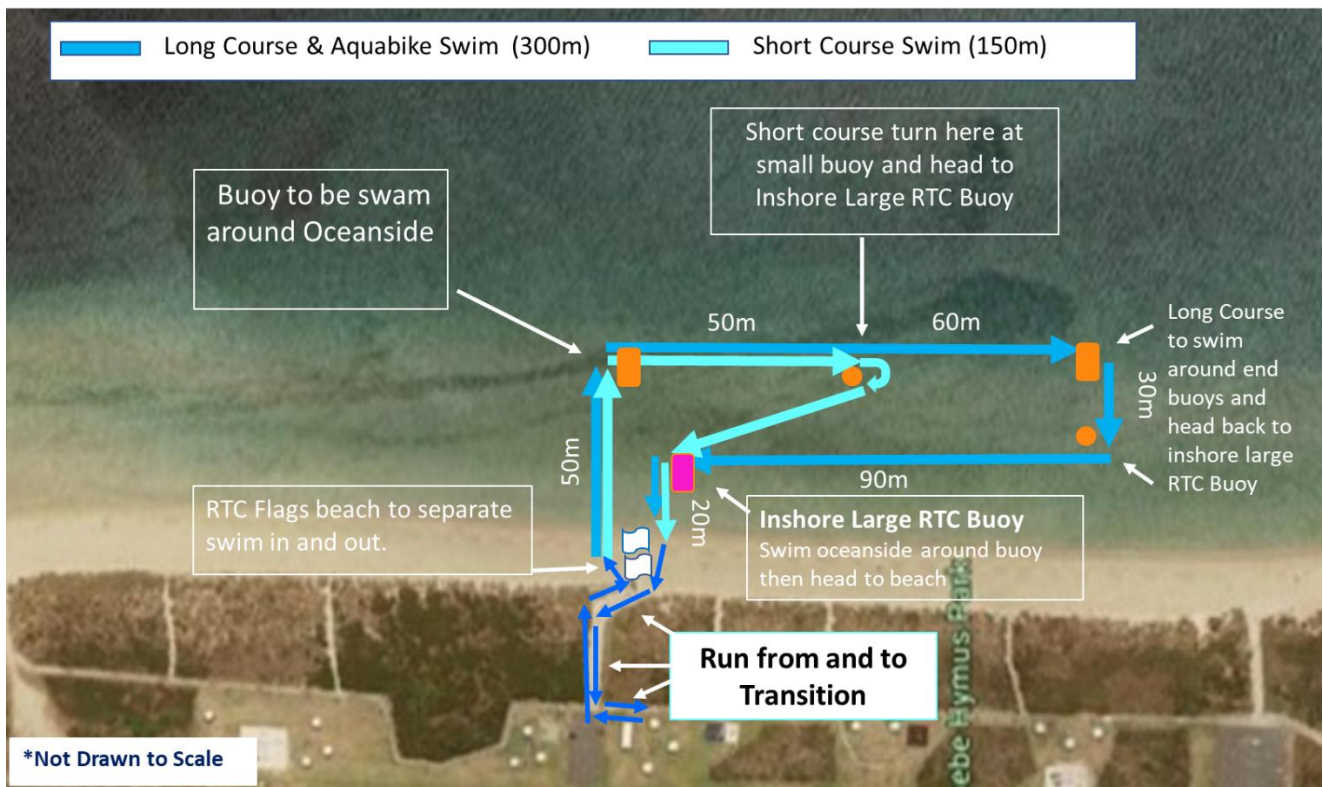 Long Course & Aquabike Swim (300m)
Short Course Swim (150m)
Short course turn here at
small buoy and head to
Inshore Large RTC Buoy
Buoy to be swam
around Oceanside
50m
60m
Long Course
to swim
around end
buoys and
head back to
inshore large
RTC Buoy
30m
50m
90m
20m
RTC Flags beach to separate
swim in and out.
Inshore Large RTC Buoy
Swim oceanside around buoy
then head to beach
Run from and to
Transition
ebe Hymus Park
*Not Drawn to Scale